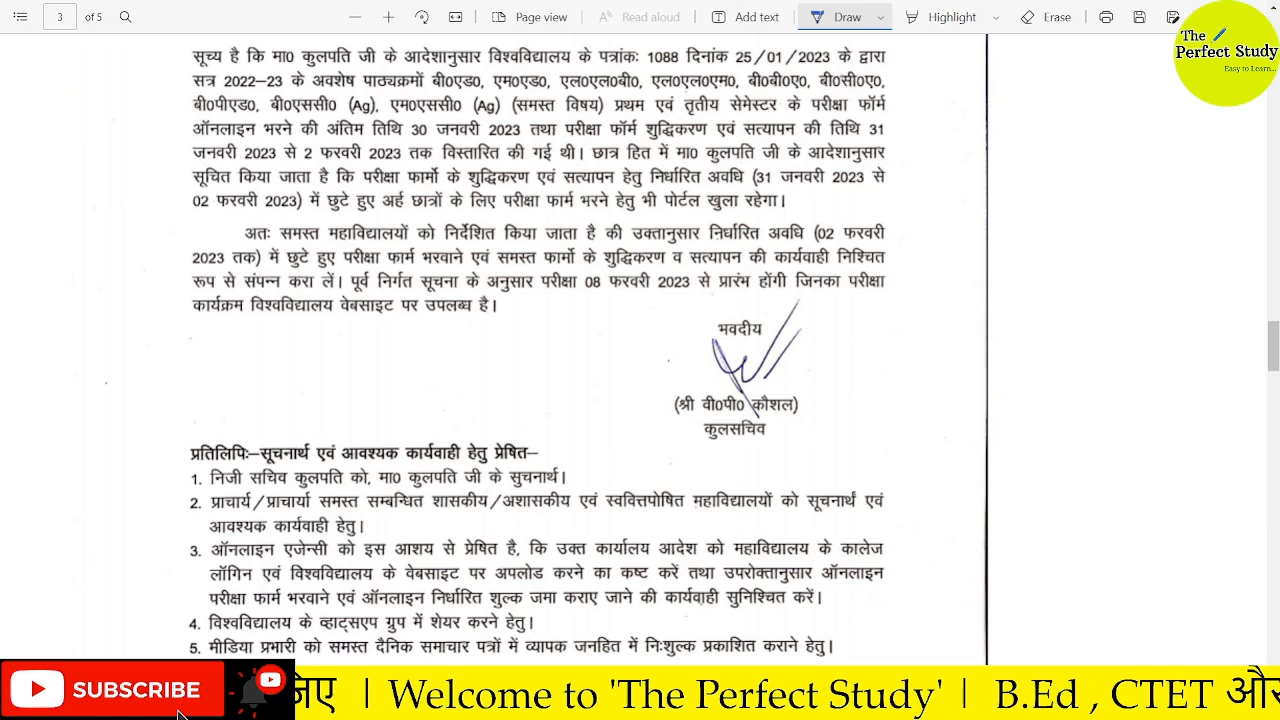 3 of 5 Page view Read aloud Add text Draw Highlight Erase
The
Perfect Study
Easy to Learn...
सूच्य है कि मा0 कुलपति जी के आदेशानुसार विश्वविद्यालय के पत्रांकः 1088 दिनांक 25/01/2023 के द्वारा
सत्र 2022–23 के अवशेष पाठ्यक्रमों बी0एड0, एम0एड0, एल0एल0बी0, एल0एल0एम0, बी0बी0ए0, बी0सी0ए0,
बी0पीएड0, बी0एससी0 (Ag), एम0एससी0 (Ag) (समस्त विषय) प्रथम एवं तृतीय सेमेस्टर के परीक्षा फॉर्म
ऑनलाइन भरने की अंतिम तिथि 30 जनवरी 2023 तथा परीक्षा फॉर्म शुद्धिकरण एवं सत्यापन की तिथि 31
जनवरी 2023 से 2 फरवरी 2023 तक विस्तारित की गई थी। छात्र हित में मा0 कुलपति जी के आदेशानुसार
सूचित किया जाता है कि परीक्षा फार्मो के शुद्धिकरण एवं सत्यापन हेतु निर्धारित अवधि (31 जनवरी 2023 से
02 फरवरी 2023) में छुटे हुए अर्ह छात्रों के लिए परीक्षा फार्म भरने हेतु भी पोर्टल खुला रहेगा।
अतः समस्त महाविद्यालयों को निर्देशित किया जाता है की उक्तानुसार निर्धारित अवधि (02 फरवरी
2023 तक) में छुटे हुए परीक्षा फार्म भरवाने एवं समस्त फार्मो के शुद्धिकरण व सत्यापन की कार्यवाही निश्चित
रूप से संपन्न करा लें। पूर्व निर्गत सूचना के अनुसार परीक्षा 08 फरवरी 2023 से प्रारंभ होंगी जिनका परीक्षा
कार्यक्रम विश्वविद्यालय वेबसाइट पर उपलब्ध है।
भवदीय
(श्री वी0पी0 कौशल)
कुलसचिव
प्रतिलिपिः–सूचनार्थ एवं आवश्यक कार्यवाही हेतु प्रेषित–
1. निजी सचिव कुलपति को, मा0 कुलपति जी के सुचनार्थ।
2. प्राचार्य/प्राचार्या समस्त सम्बन्धित शासकीय/अशासकीय एवं स्ववित्तपोषित महाविद्यालयों को सूचनार्थ एवं
आवश्यक कार्यवाही हेतु।
3. ऑनलाइन एजेन्सी को इस आशय से प्रेषित है, कि उक्त कार्यालय आदेश को महाविद्यालय के कालेज
लॉगिन एवं विश्वविद्यालय के वेबसाइट पर अपलोड करने का कष्ट करें तथा उपरोक्तानुसार ऑनलाइन
परीक्षा फार्म भरवाने एवं ऑनलाइन निर्धारित शुल्क जमा कराए जाने की कार्यवाही सुनिश्चित करें।
4. विश्वविद्यालय के व्हाट्सएप ग्रुप में शेयर करने हेतु।
5. मीडिया प्रभारी को समस्त दैनिक समाचार पत्रों में व्यापक जनहित में निःशुल्क प्रकाशित कराने हेतु।
SUBSCRIBE | Welcome to 'The Perfect Study' | B.Ed , CTET और